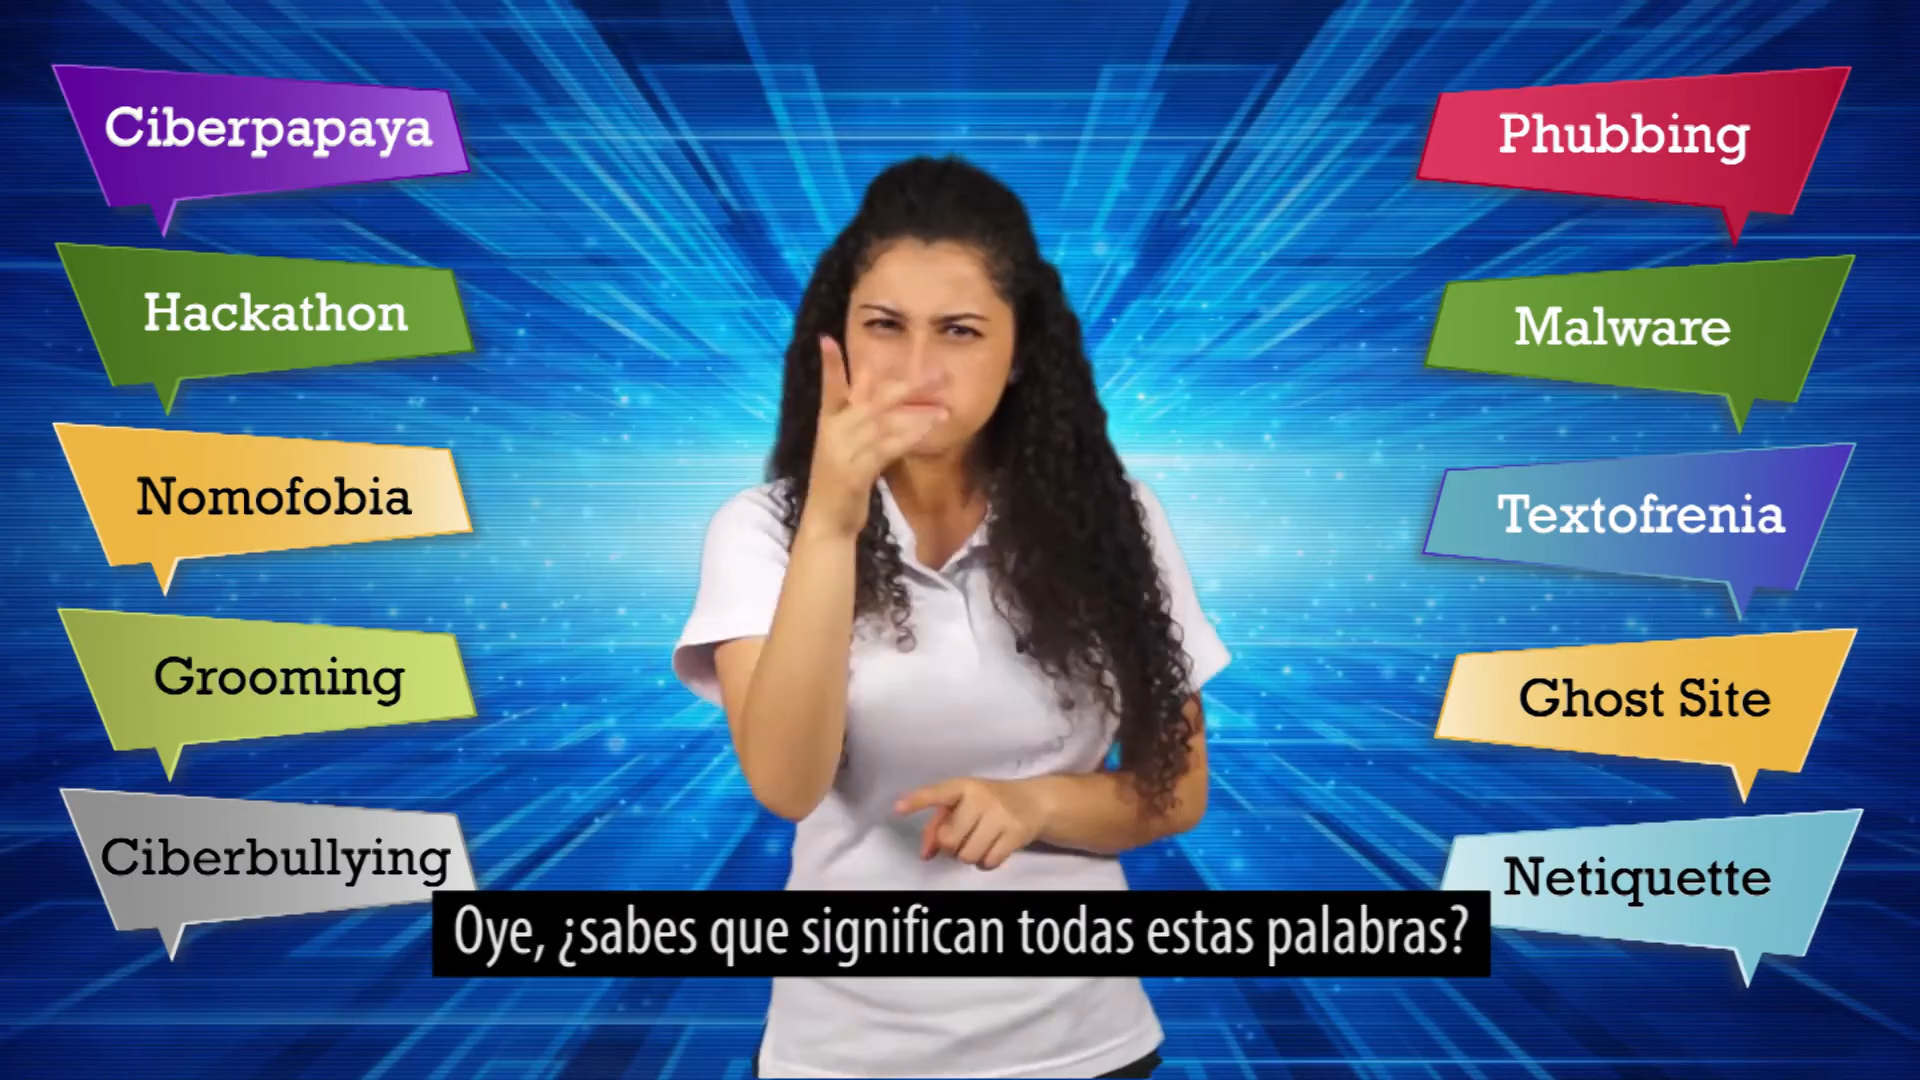 Ciberpapaya
Hackathon
Nomofobia
Grooming
Ciberbullying
Phubbing
Malware
Textofrenia
Ghost Site
Netiquette
Oye, ¿sabes que significan todas estas palabras?